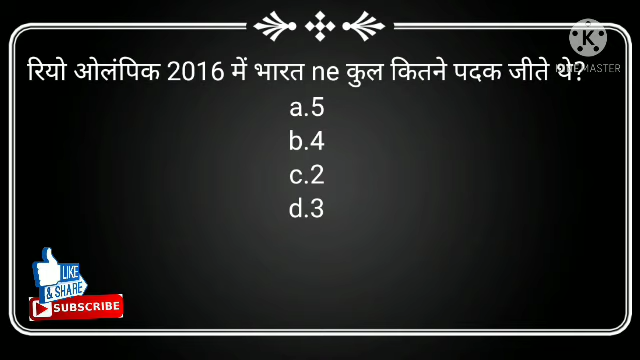 रियो ओलंपिक 2016 में भारत ne कुल कितने पदक जीते थे?
a.5
b.4
c.2
d.3
LIKE
& SHARE
SUBSCRIBE